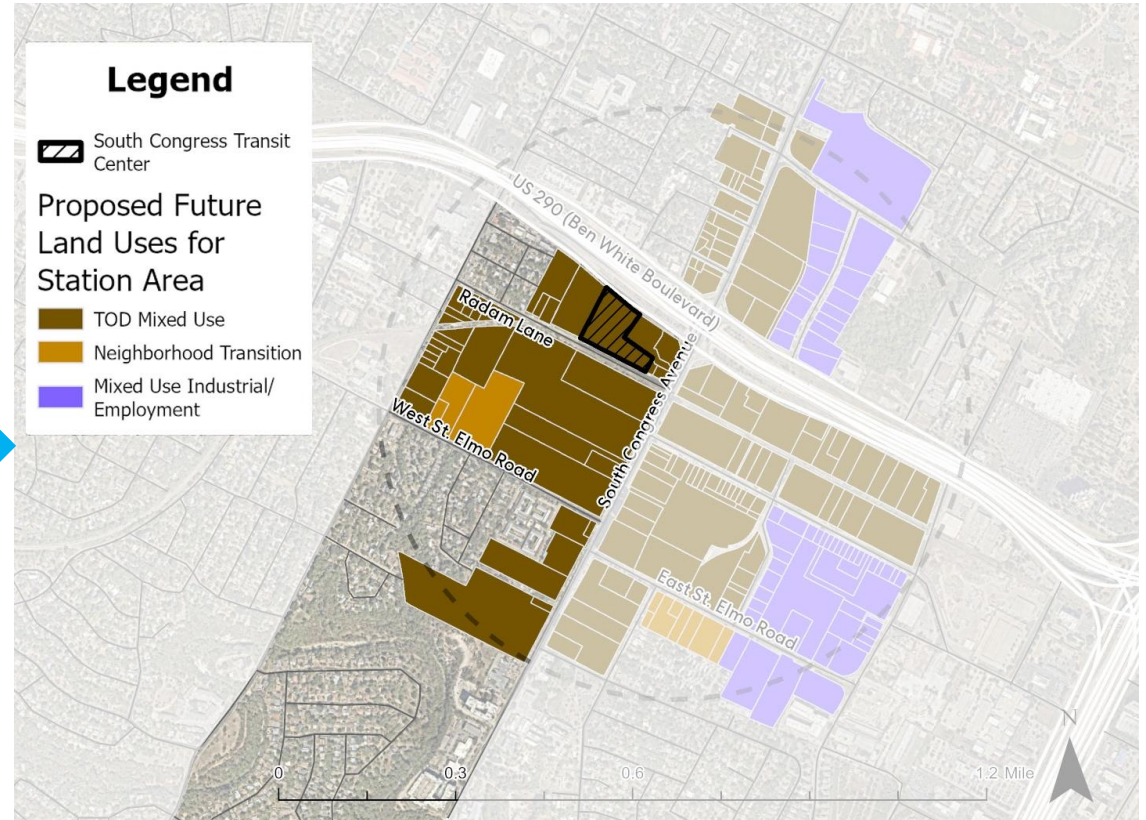 Legend
South Congress Transit
Center
Proposed Future
Land Uses for
Station Area
TOD Mixed Use
Neighborhood Transition
Mixed Use Industrial/
Employment
US 290 (Ben White Boulevard)
Radam Lane
South Congress Avenue
West St. Elmo Road
East St. Elmo Road
N
0
0.3
0.6
1.2 Mile